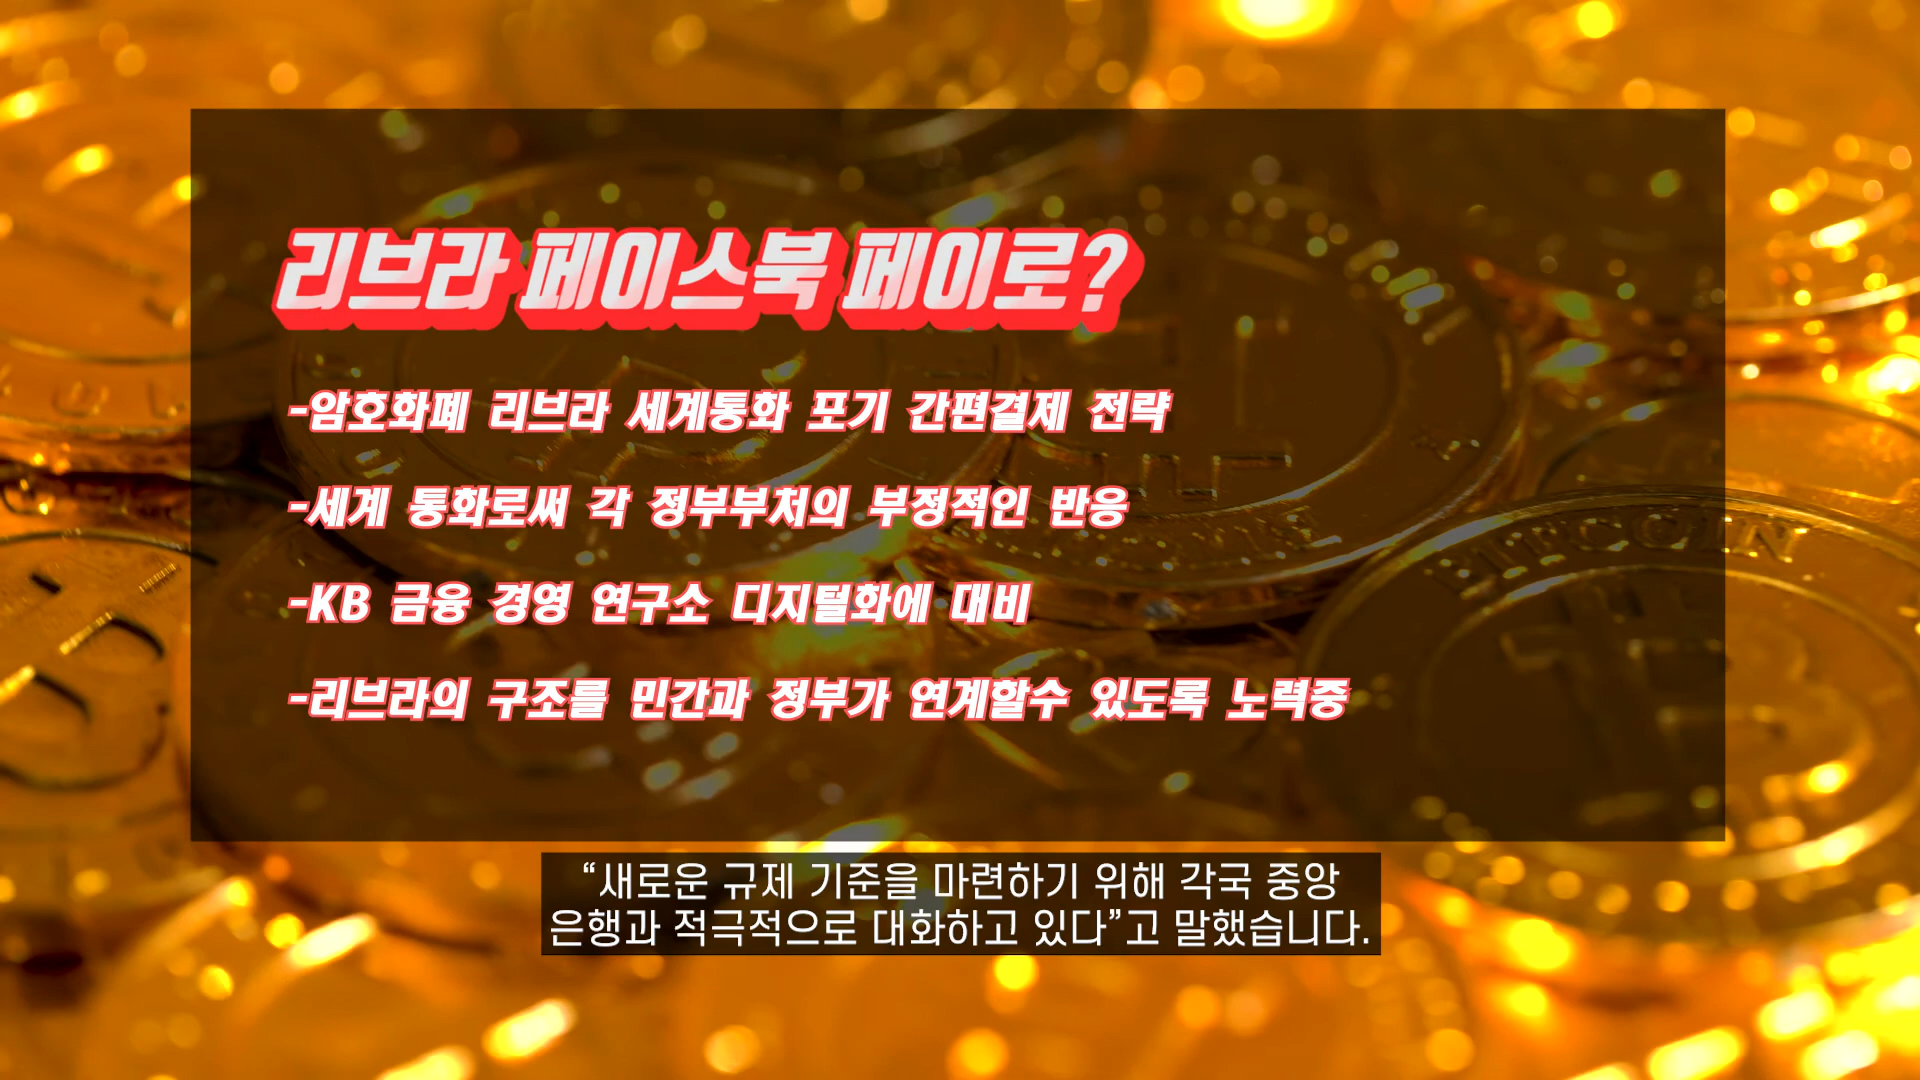 리브라 페이스북 페이로?
-암호화폐 리브라 세계통화 포기 간편결제 전략
-세계 통화로써 각 정부부처의 부정적인 반응
-KB 금융 경영 연구소 디지털화에 대비
-리브라의 구조를 민간과 정부가 연계할수 있도록 노력중
BITCOIN
“새로운 규제 기준을 마련하기 위해 각국 중앙
은행과 적극적으로 대화하고 있다”고 말했습니다.